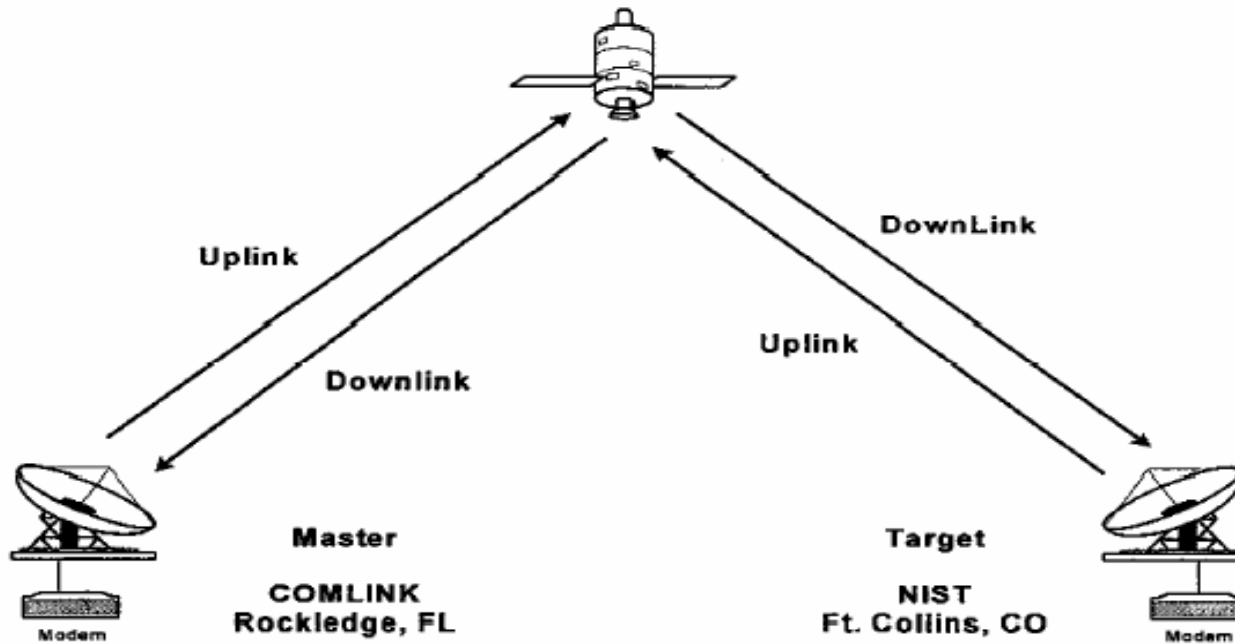 DownLink
Uplink
Uplink
Downlink
Master
Target
COMLINK
Rockledge, FL
NIST
Ft. Collins, CO
Modem
Modem